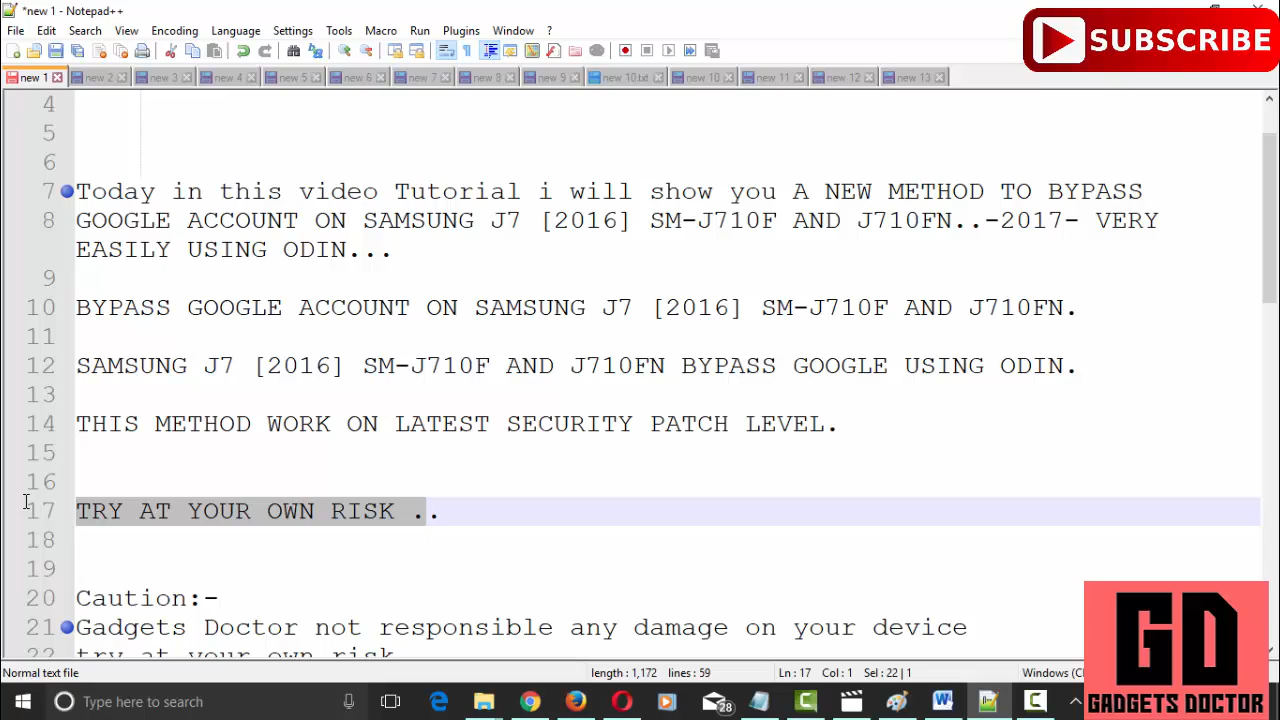 *new 1 - Notepad++
File Edit Search View Encoding Language Settings Tools Macro Run Plugins Window ?
SUBSCRIBE
new 1 new 2 new 3 new 4 new 5 new 6 new 7 new 8 new 9 new 10.txt new 11 new 12 new 13
4
5
6
7 Today in this video Tutorial i will show you A NEW METHOD TO BYPASS
8 GOOGLE ACCOUNT ON SAMSUNG J7 [2016] SM-J710F AND J710FN..-2017- VERY
EASILY USING ODIN...
9
10 BYPASS GOOGLE ACCOUNT ON SAMSUNG J7 [2016] SM-J710F AND J710FN.
11
12 SAMSUNG J7 [2016] SM-J710F AND J710FN BYPASS GOOGLE USING ODIN.
13
14 THIS METHOD WORK ON LATEST SECURITY PATCH LEVEL.
15
16
17 TRY AT YOUR OWN RISK ..
18
19
20 Caution:-
21 Gadgets Doctor not responsible any damage on your device
22 try at your own risk
Normal text file length : 1,172 lines : 59 Ln : 17 Col : 1 Sel : 22 | 1
Type here to search
28
GD
GADGETS DOCTOR